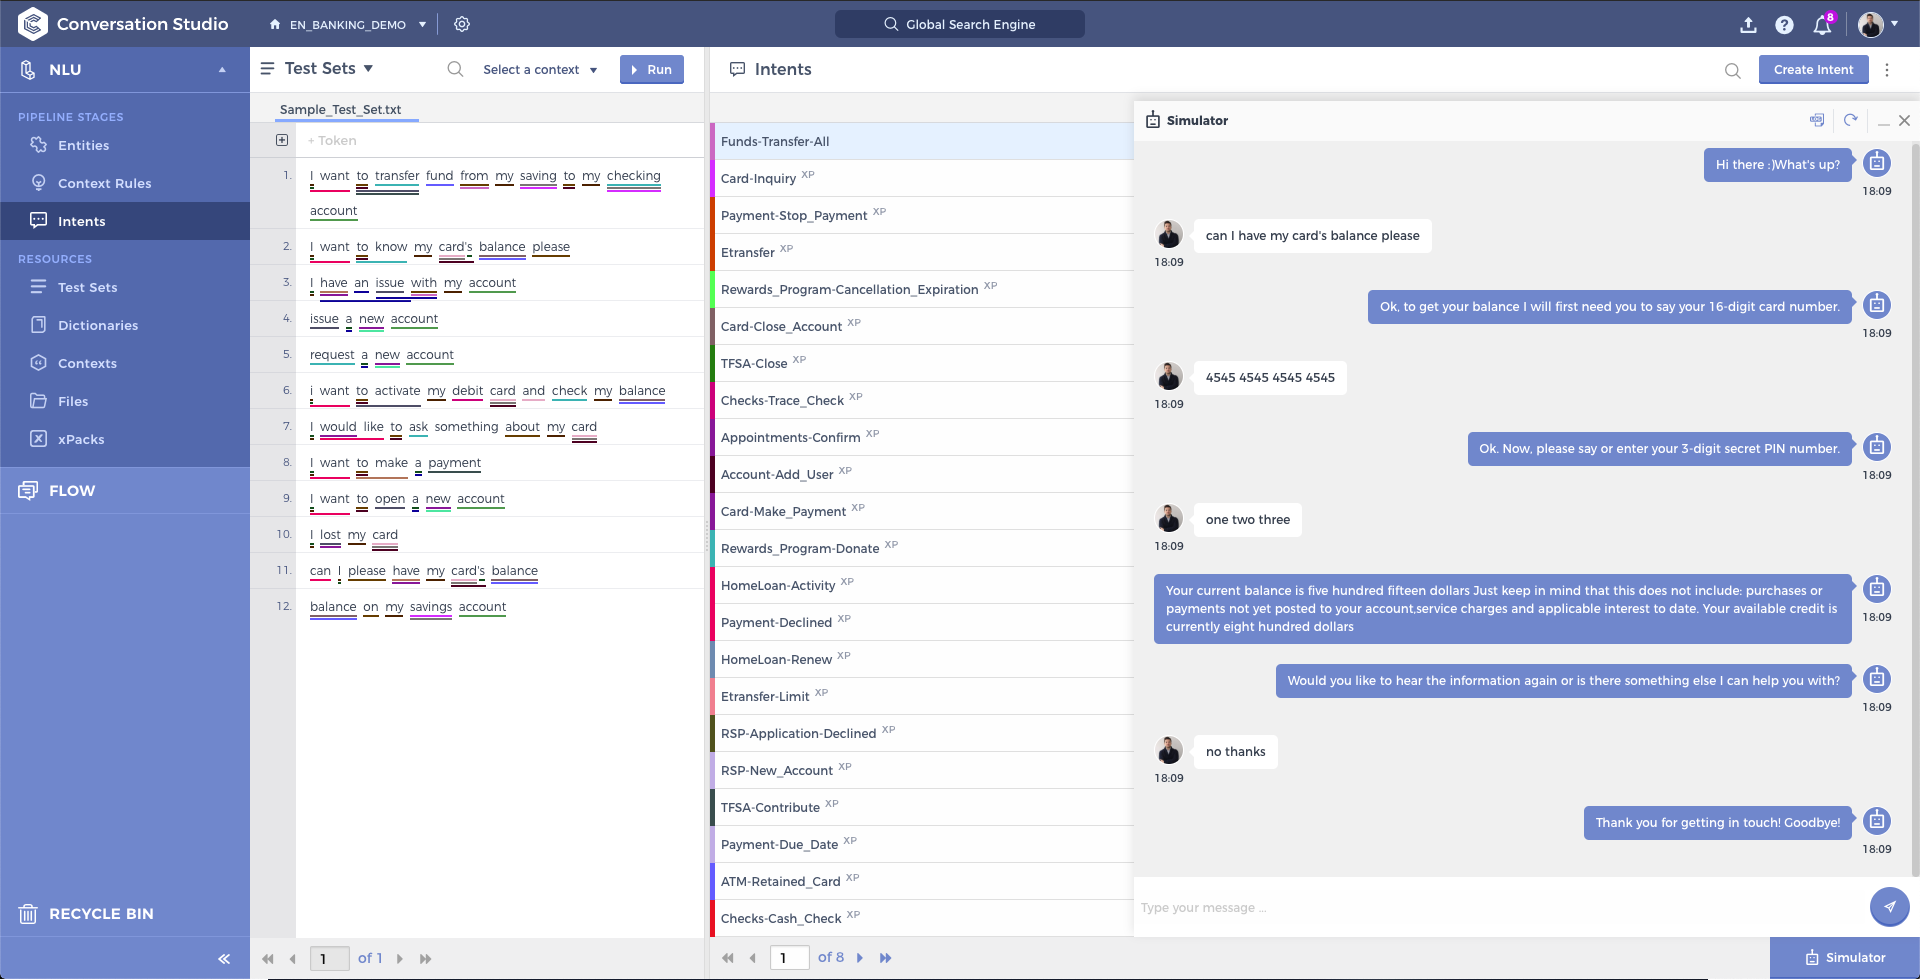 Conversation Studio
EN_BANKING_DEMO
Global Search Engine
8
NLU
PIPELINE STAGES
Entities
Context Rules
Intents
RESOURCES
Test Sets
Dictionaries
Contexts
Files
xPacks
FLOW
RECYCLE BIN
Test Sets
Select a context
Run
Sample_Test_Set.txt
+ Token
1. I want to transfer fund from my saving to my checking
account
2. I want to know my card's balance please
3. I have an issue with my account
4. issue a new account
5. request a new account
6. i want to activate my debit card and check my balance
7. I would like to ask something about my card
8. I want to make a payment
9. I want to open a new account
10. I lost my card
11. can I please have my card's balance
12. balance on my savings account
1 of 1
Intents
Create Intent
Funds-Transfer-All
Card-Inquiry XP
Payment-Stop_Payment XP
Etransfer XP
Rewards_Program-Cancellation_Expiration XP
Card-Close_Account XP
TFSA-Close XP
Checks-Trace_Check XP
Appointments-Confirm XP
Account-Add_User XP
Card-Make_Payment XP
Rewards_Program-Donate XP
HomeLoan-Activity XP
Payment-Declined XP
HomeLoan-Renew XP
Etransfer-Limit XP
RSP-Application-Declined XP
RSP-New_Account XP
TFSA-Contribute XP
Payment-Due_Date XP
ATM-Retained_Card XP
Checks-Cash_Check XP
1 of 8
Simulator
Hi there :)What's up?
18:09
can I have my card's balance please
18:09
Ok, to get your balance I will first need you to say your 16-digit card number.
18:09
4545 4545 4545 4545
18:09
Ok. Now, please say or enter your 3-digit secret PIN number.
18:09
one two three
18:09
Your current balance is five hundred fifteen dollars Just keep in mind that this does not include: purchases or
payments not yet posted to your account,service charges and applicable interest to date. Your available credit is
currently eight hundred dollars
18:09
Would you like to hear the information again or is there something else I can help you with?
18:09
no thanks
18:09
Thank you for getting in touch! Goodbye!
18:09
Type your message ...
Simulator